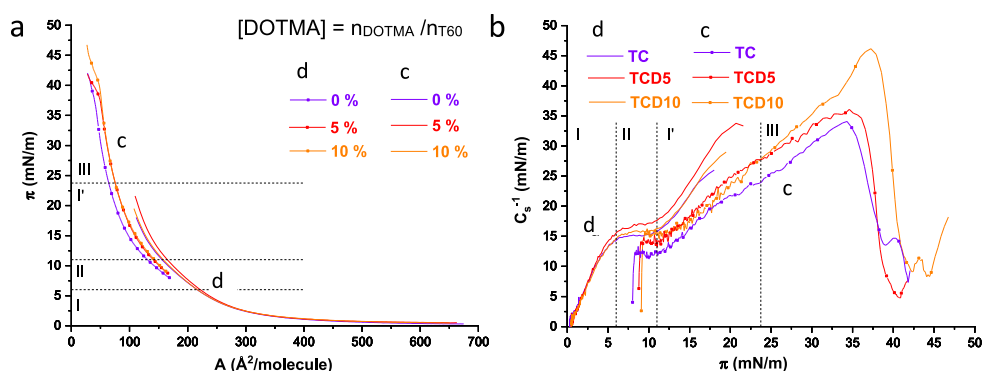 a
[DOTMA] = nDOTMA /nT60
d
c
0 %
0 %
5 %
5 %
10 %
10 %
c
d
III
I'
II
I
50
45
40
35
30
25
20
15
10
5
0
0
100
200
300
400
500
600
700
π (mN/m)
A (Å²/molecule)
b
d
c
TC
TC
TCD5
TCD5
TCD10
TCD10
I
II
I'
III
d
c
50
45
40
35
30
25
20
15
10
5
0
0
5
10
15
20
25
30
35
40
45
50
Cs⁻¹ (mN/m)
π (mN/m)